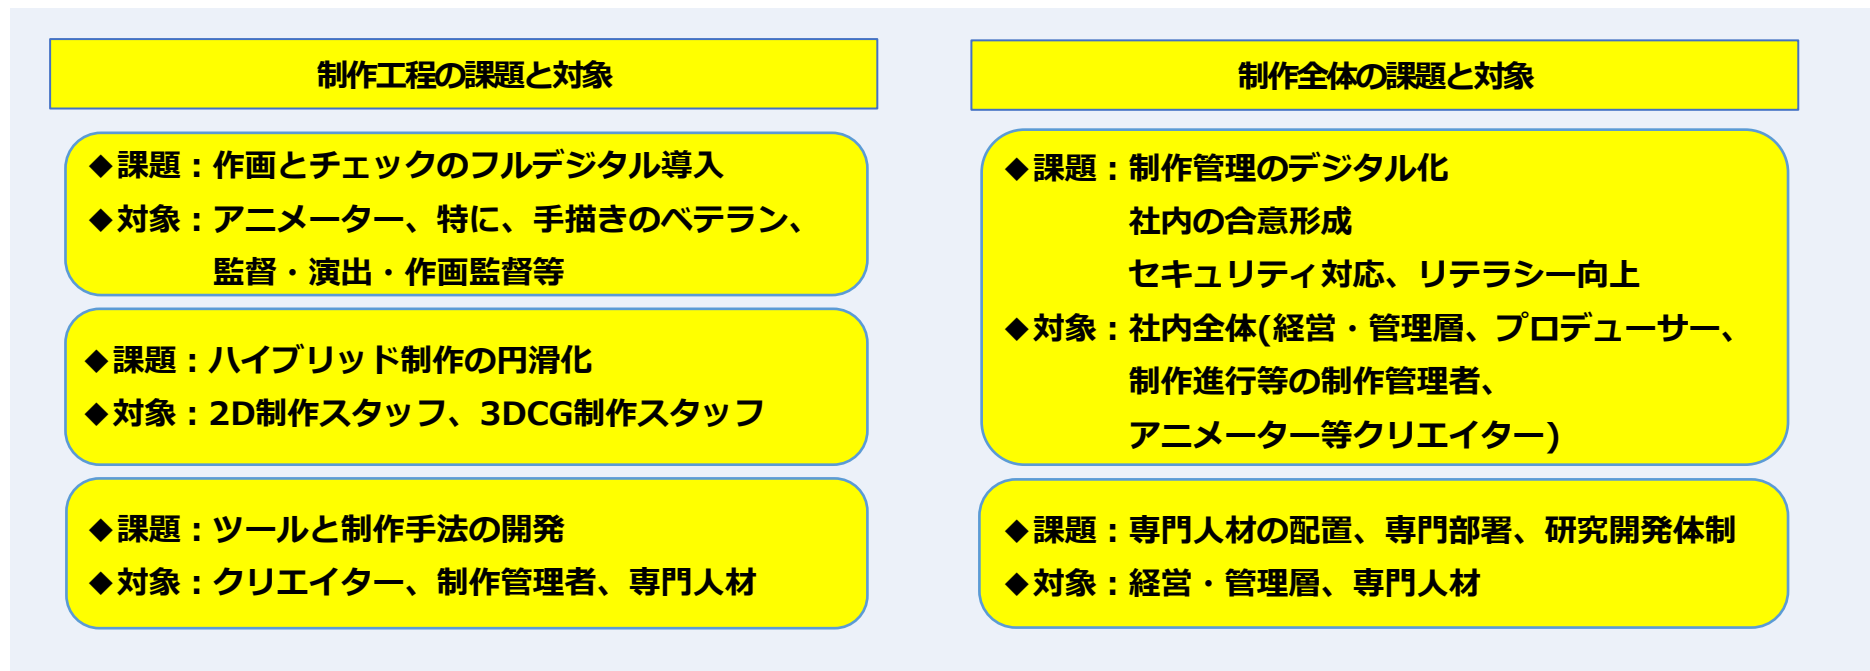 制作工程の課題と対象
◆課題：作画とチェックのフルデジタル導入
◆対象：アニメーター、特に、手描きのベテラン、
監督・演出・作画監督等
◆課題：ハイブリッド制作の円滑化
◆対象：2D制作スタッフ、3DCG制作スタッフ
◆課題：ツールと制作手法の開発
◆対象：クリエイター、制作管理者、専門人材
制作全体の課題と対象
◆課題：制作管理のデジタル化
社内の合意形成
セキュリティ対応、リテラシー向上
◆対象：社内全体(経営・管理層、プロデューサー、
制作進行等の制作管理者、
アニメーター等クリエイター)
◆課題：専門人材の配置、専門部署、研究開発体制
◆対象：経営・管理層、専門人材